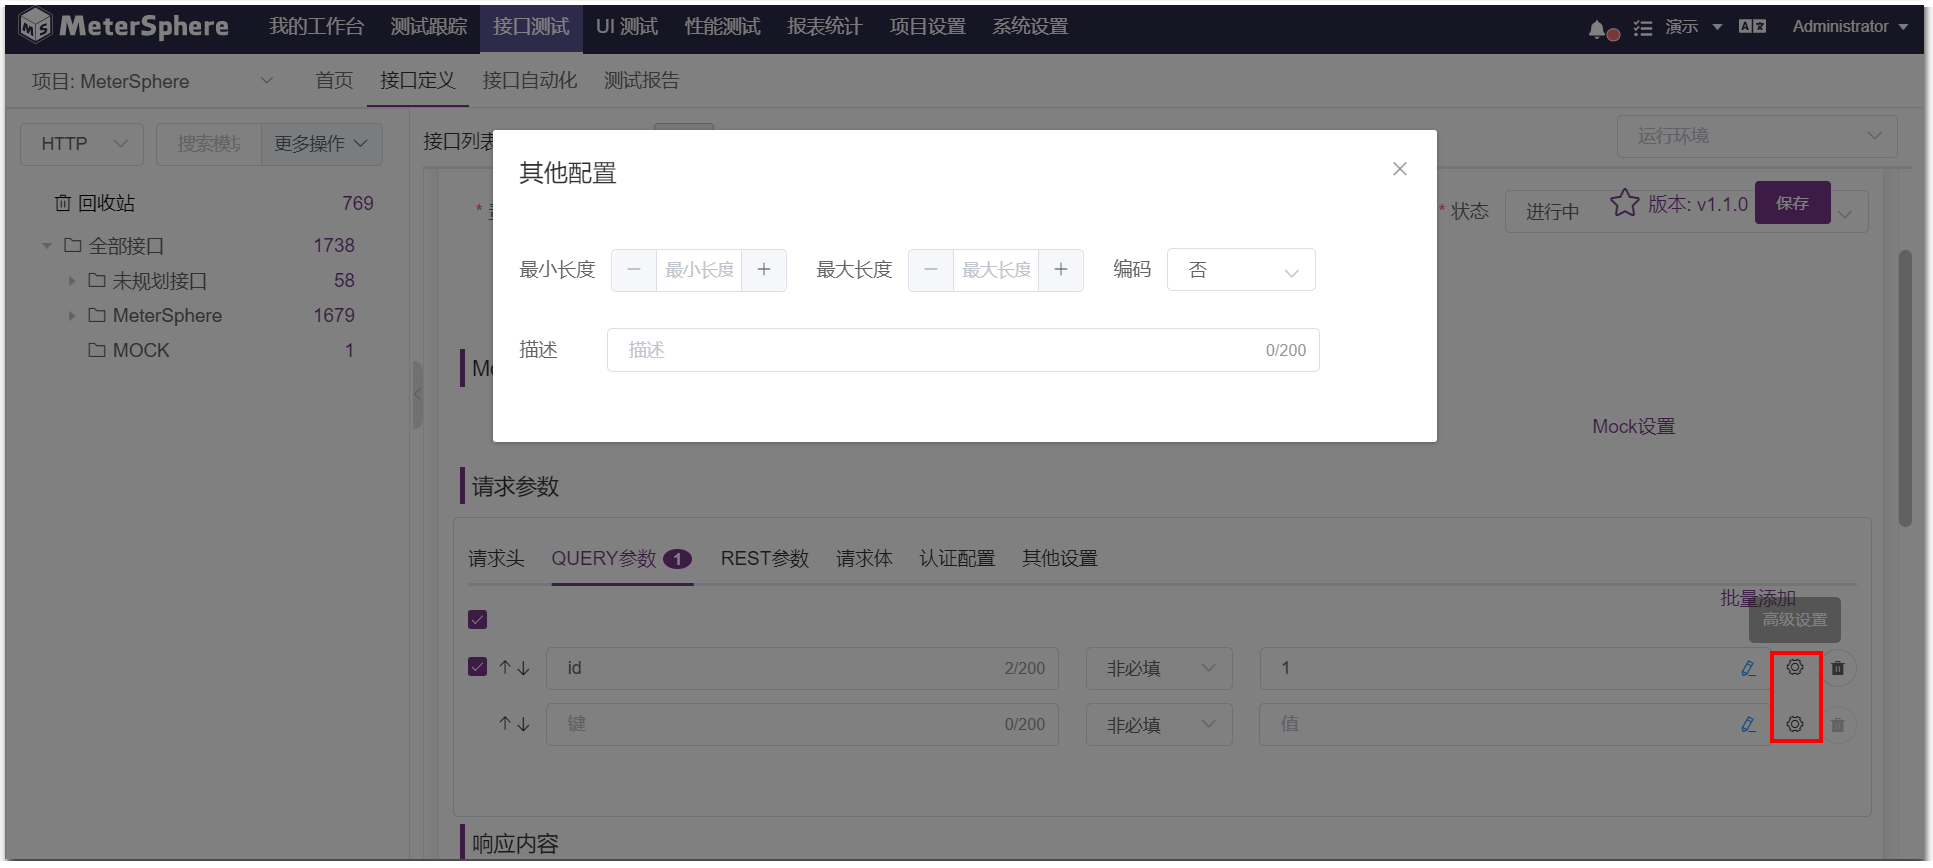 MeterSphere 我的工作台 测试跟踪 接口测试 UI 测试 性能测试 报表统计 项目设置 系统设置 演示 Administrator
项目: MeterSphere 首页 接口定义 接口自动化 测试报告
HTTP 搜索模块 更多操作 接口列表 运行环境
其他配置
回收站 769
* 状态 进行中 版本: v1.1.0 保存
全部接口 1738
未规划接口 58
MeterSphere 1679
MOCK 1
最小长度 最小长度 最大长度 最大长度 编码 否
描述 描述 0/200
Mock设置
请求参数
请求头 QUERY参数 1 REST参数 请求体 认证配置 其他设置
批量添加
高级设置
id 2/200 非必填 1
键 0/200 非必填 值
响应内容